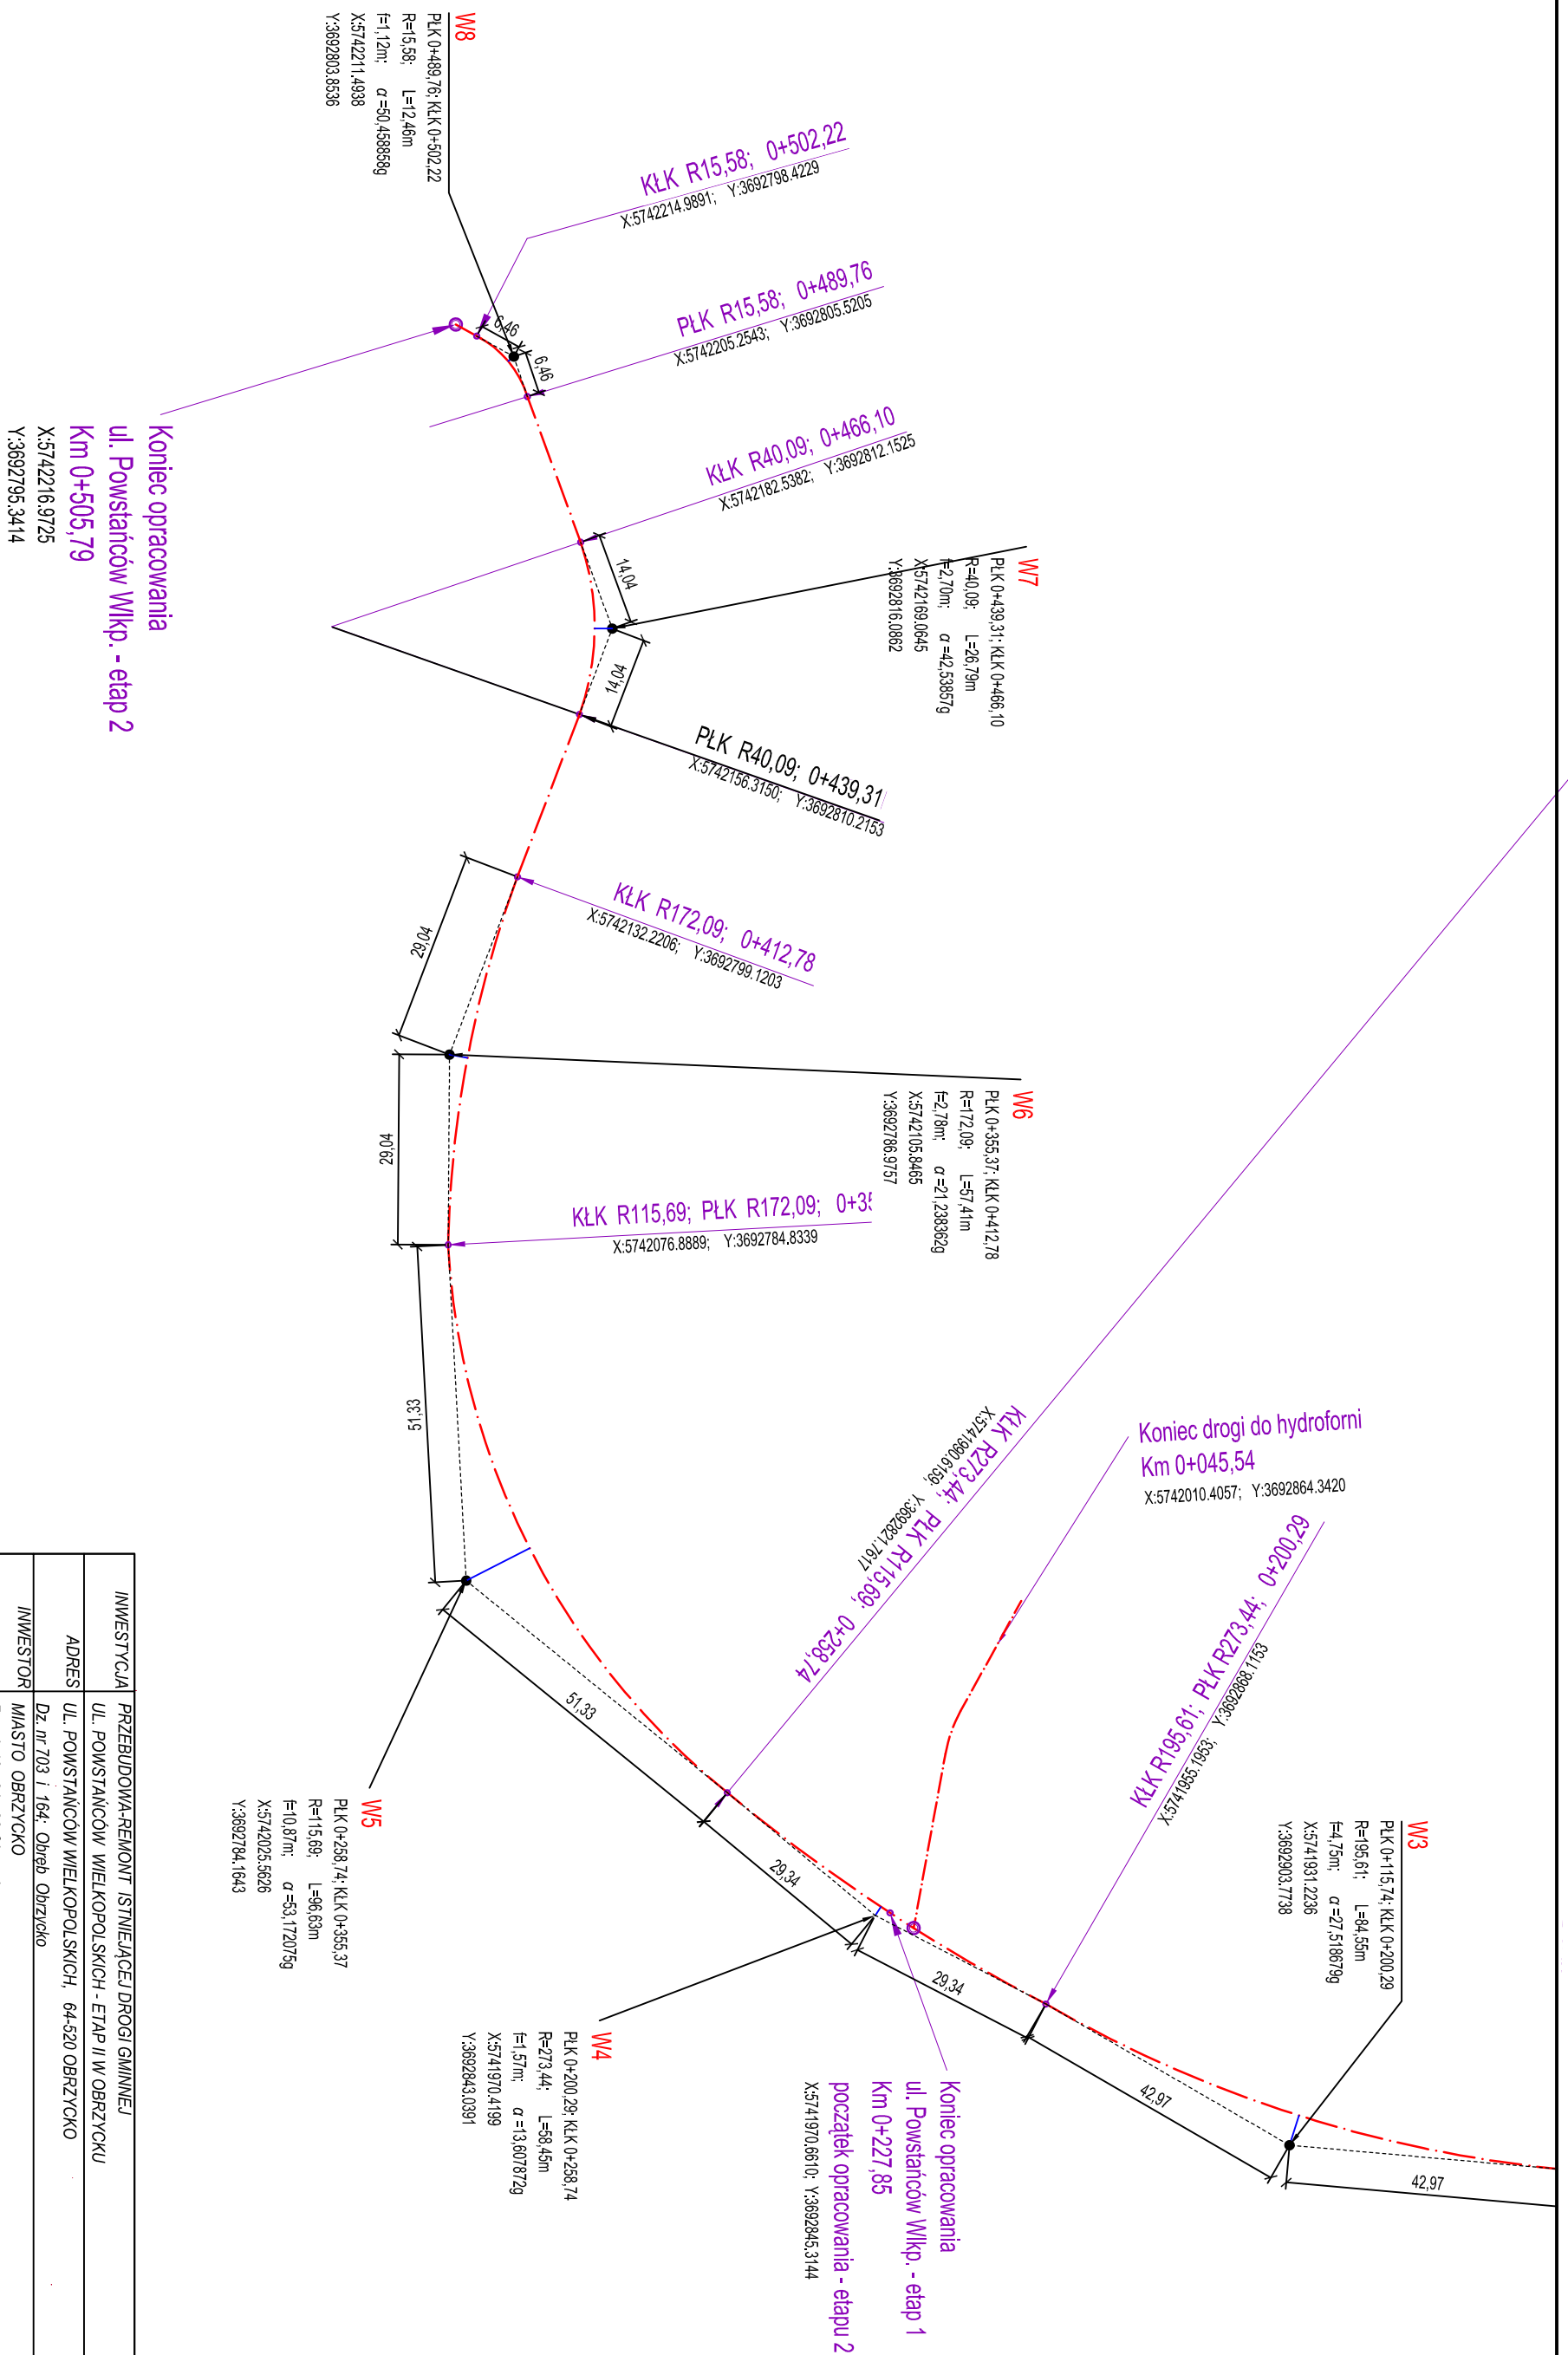 W8
PŁK 0+489,76; KŁK 0+502,22
R=15,58; L=12,46m
f=1,12m; α=50,458858g
X:5742211.4938
Y:3692803.8536
KŁK R15,58; 0+502,22
X:5742214.9891; Y:3692798.4229
PŁK R15,58; 0+489,76
X:5742205.2543; Y:3692805.5205
6,46
6,46
KŁK R40,09; 0+466,10
X:5742182.5382; Y:3692812.1525
Koniec opracowania
ul. Powstańców Wlkp. - etap 2
Km 0+505,79
X:5742216.9725
Y:3692795.3414
W7
PŁK 0+439,31; KŁK 0+466,10
R=40,09; L=26,79m
f=2,70m; α=42,53857g
X:5742169.0645
Y:3692816.0862
14,04
14,04
PŁK R40,09; 0+439,31
X:5742156.3150; Y:3692810.2153
KŁK R172,09; 0+412,78
X:5742132.2206; Y:3692799.1203
29,04
29,04
W6
PŁK 0+355,37; KŁK 0+412,78
R=172,09; L=57,41m
f=2,78m; α=21,238362g
X:5742105.8465
Y:3692786.9757
KŁK R115,69; PŁK R172,09; 0+35
X:5742076.8889; Y:3692784.8339
51,33
51,33
KŁK R273,44; PŁK R115,69; 0+258,74
X:5741990.6159; Y:3692821.7617
Koniec drogi do hydroforni
Km 0+045,54
X:5742010.4057; Y:3692864.3420
KŁK R195,61; PŁK R273,44; 0+200,29
X:5741955.1953; Y:3692868.1153
W3
PŁK 0+115,74; KŁK 0+200,29
R=195,61; L=84,55m
f=4,75m; α=27,518679g
X:5741931.2236
Y:3692903.7738
W5
PŁK 0+258,74; KŁK 0+355,37
R=115,69; L=96,63m
f=10,87m; α=53,172075g
X:5742025.5626
Y:3692784.1643
29,34
29,34
42,97
42,97
W4
PŁK 0+200,29; KŁK 0+258,74
R=273,44; L=58,45m
f=1,57m; α=13,607872g
X:5741970.4199
Y:3692843.0391
Koniec opracowania
ul. Powstańców Wlkp. - etap 1
Km 0+227,85
początek opracowania - etapu 2
X:5741970.6610; Y:3692845.3144
INWESTYCJA PRZEBUDOWA-REMONT ISTNIEJĄCEJ DROGI GMINNEJ
UL. POWSTAŃCÓW WIELKOPOLSKICH - ETAP II W OBRZYCKU
ADRES UL. POWSTAŃCÓW WIELKOPOLSKICH, 64-520 OBRZYCKO
Dz. nr 703 i 164; Obręb Obrzycko
INWESTOR MIASTO OBRZYCKO